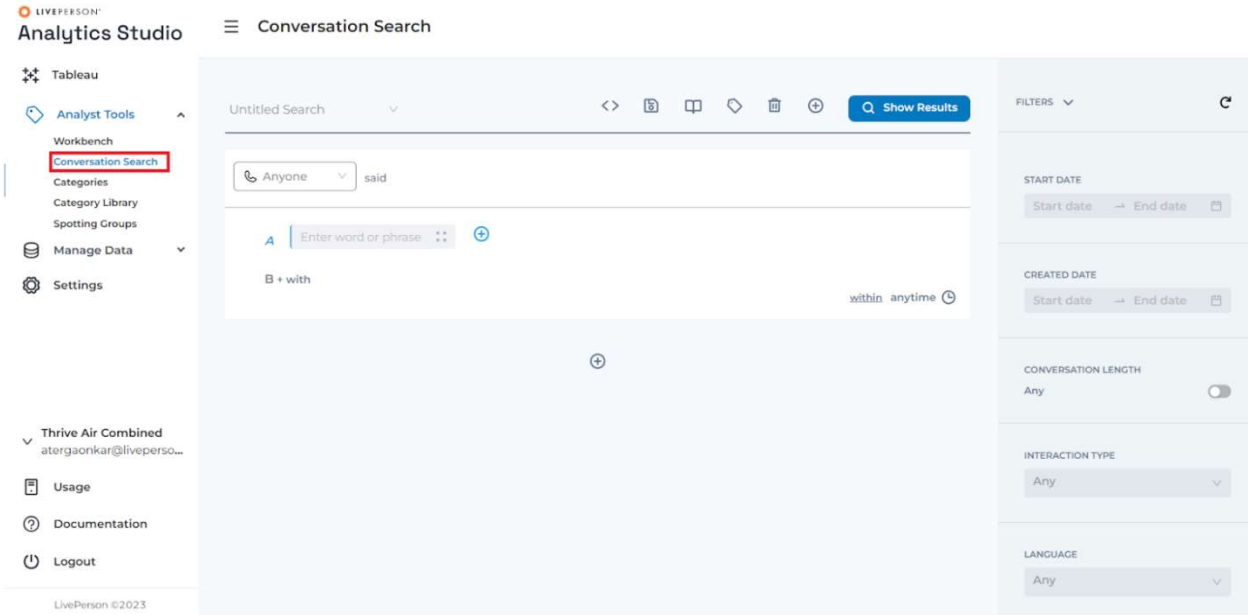 LIVEPERSON
Analytics Studio
Conversation Search
Tableau
Analyst Tools
Workbench
Conversation Search
Categories
Category Library
Spotting Groups
Manage Data
Settings
Thrive Air Combined
atergaonkar@liveperso...
Usage
Documentation
Logout
LivePerson ©2023
Untitled Search
Show Results
Anyone said
A Enter word or phrase
B + with
within anytime
FILTERS
START DATE
Start date → End date
CREATED DATE
Start date → End date
CONVERSATION LENGTH
Any
INTERACTION TYPE
Any
LANGUAGE
Any